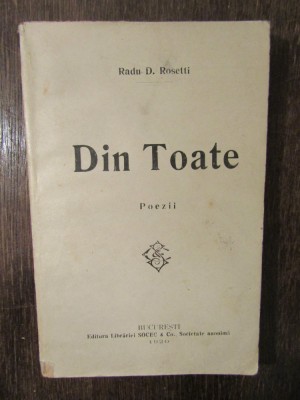 Radu D. Rosetti
Din Toate
Poezii
BUCUREȘTI
Editura Librăriei SOCEC & Co., Societate anonimă